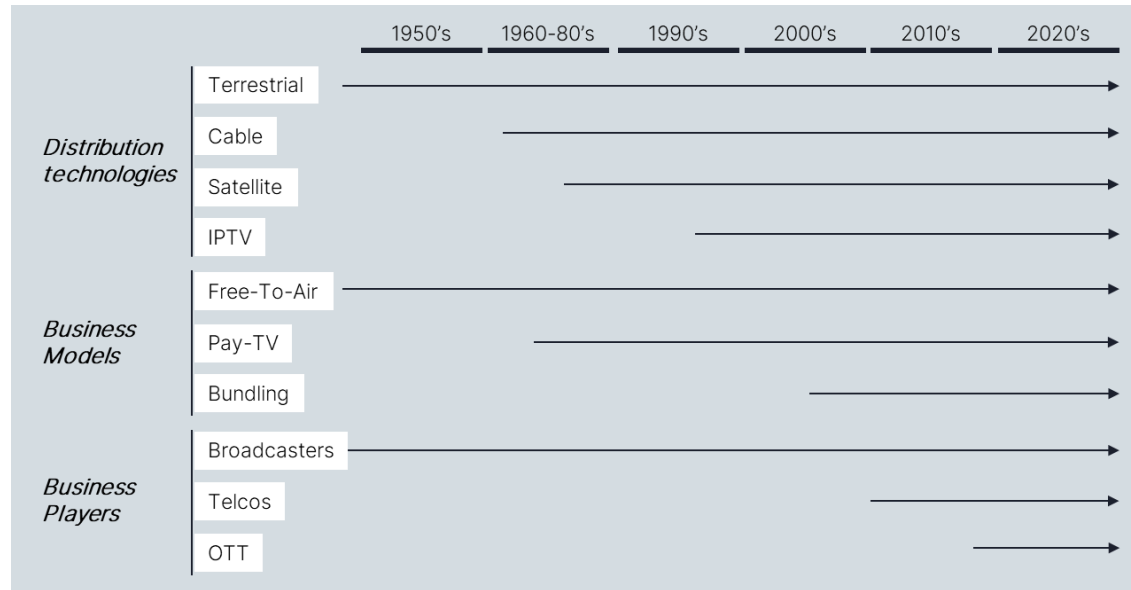 1950's 1960-80's 1990's 2000's 2010's 2020's
Distribution
technologies
Terrestrial
Cable
Satellite
IPTV
Business
Models
Free-To-Air
Pay-TV
Bundling
Business
Players
Broadcasters
Telcos
OTT